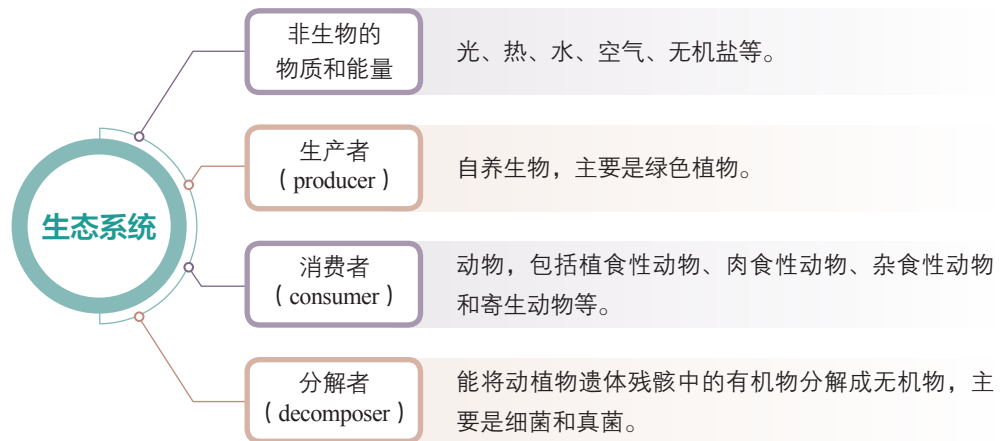 非生物的
物质和能量
光、热、水、空气、无机盐等。
生产者
（producer）
自养生物，主要是绿色植物。
生态系统
消费者
（consumer）
动物，包括植食性动物、肉食性动物、杂食性动物
和寄生动物等。
分解者
（decomposer）
能将动植物遗体残骸中的有机物分解成无机物，主
要是细菌和真菌。